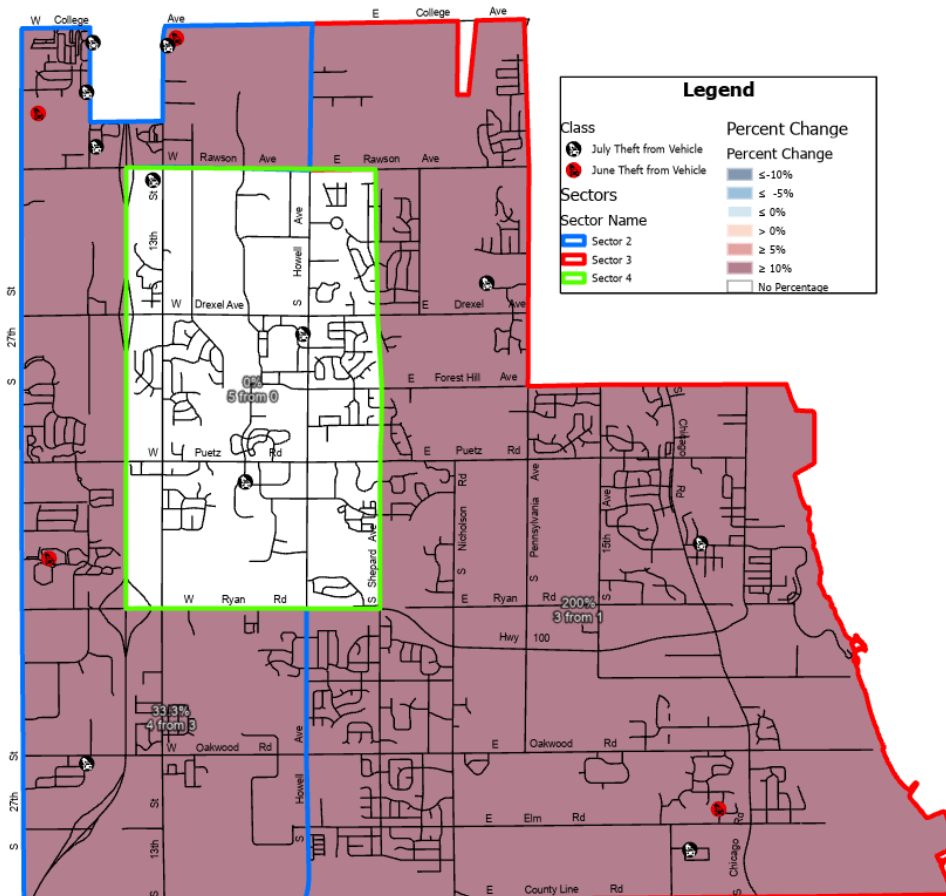 W College Ave
E College Ave
Legend
Class
July Theft from Vehicle
June Theft from Vehicle
Sectors
Sector Name
Sector 2
Sector 3
Sector 4
Percent Change
Percent Change
≤-10%
≤ -5%
≤ 0%
> 0%
≥ 5%
≥ 10%
No Percentage
W Rawson Ave
E Rawson Ave
S 13th St
S Howell Ave
S 27th St
W Drexel Ave
E Drexel Ave
0%
5 from 0
E Forest Hill Ave
W Puetz Rd
E Puetz Rd
S Chicago Rd
S Shepard Ave
S Nicholson Rd
S Pennsylvania Ave
15th Ave
W Ryan Rd
E Ryan Rd
200%
3 from 1
Hwy 100
33.3%
4 from 3
W Oakwood Rd
E Oakwood Rd
S 27th St
S 13th St
S Howell Ave
E Elm Rd
S Chicago Rd
E County Line Rd